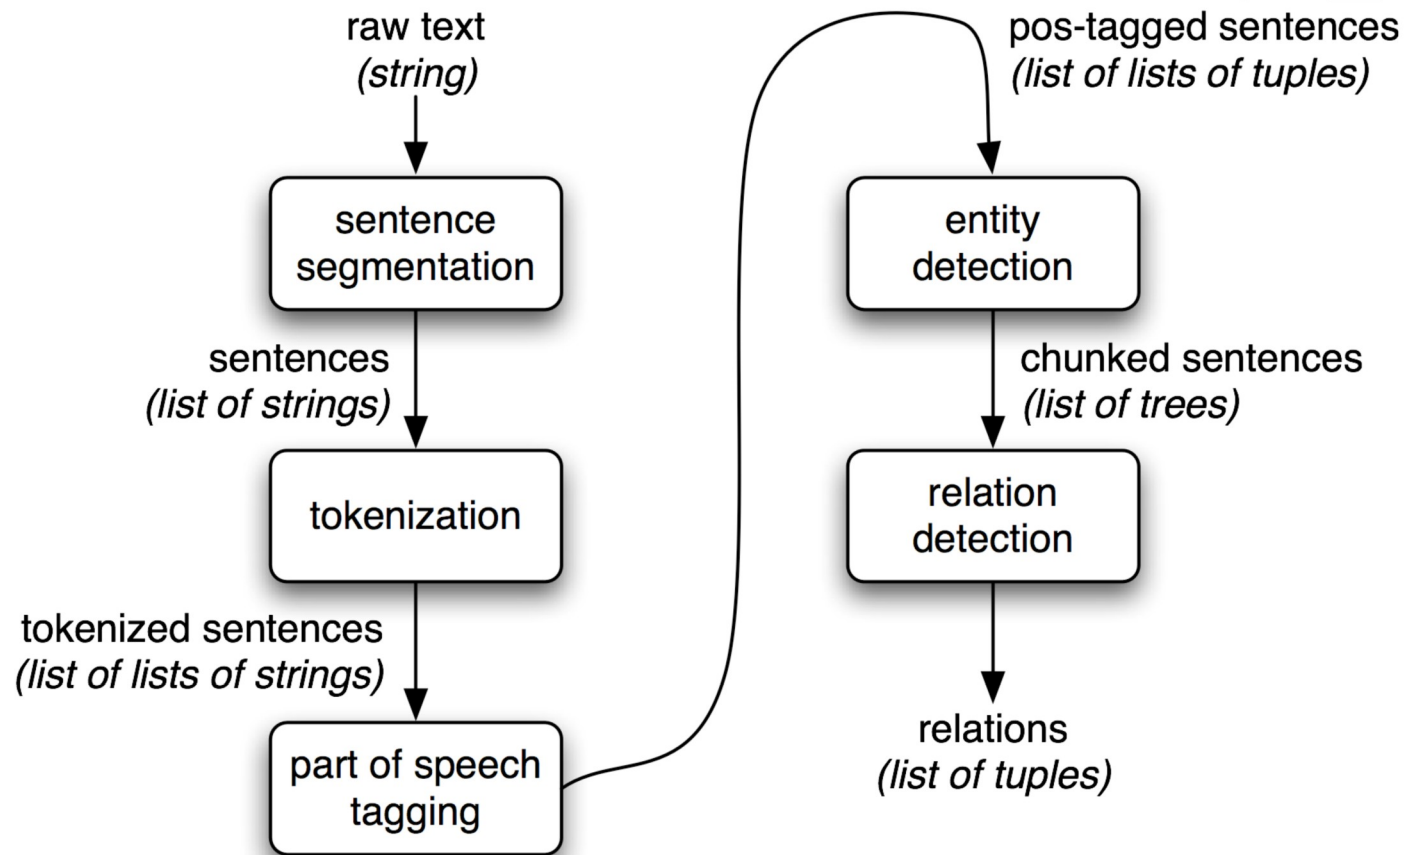 raw text
(string)
sentence
segmentation
sentences
(list of strings)
tokenization
tokenized sentences
(list of lists of strings)
part of speech
tagging
pos-tagged sentences
(list of lists of tuples)
entity
detection
chunked sentences
(list of trees)
relation
detection
relations
(list of tuples)